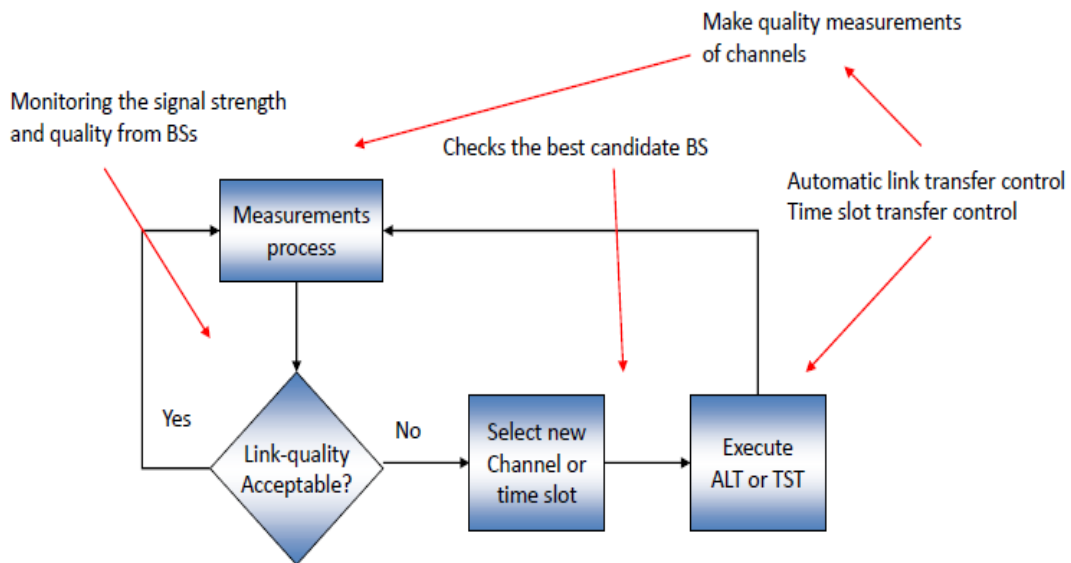 Make quality measurements
of channels
Monitoring the signal strength
and quality from BSs
Checks the best candidate BS
Automatic link transfer control
Time slot transfer control
Measurements
process
Yes
No
Link-quality
Acceptable?
Select new
Channel or
time slot
Execute
ALT or TST